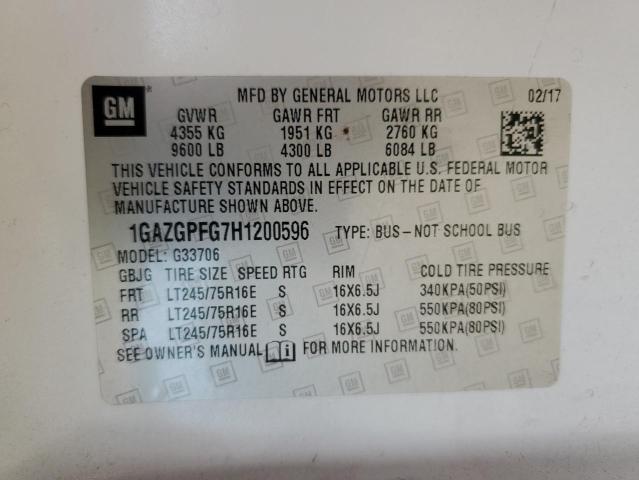 GM ®
MFD BY GENERAL MOTORS LLC 02/17
GVWR GAWR FRT GAWR RR
4355 KG 1951 KG 2760 KG
9600 LB 4300 LB 6084 LB
THIS VEHICLE CONFORMS TO ALL APPLICABLE U.S. FEDERAL MOTOR
VEHICLE SAFETY STANDARDS IN EFFECT ON THE DATE OF
MANUFACTURE SHOWN ABOVE.
1GAZGPFG7H1200596 TYPE: BUS–NOT SCHOOL BUS
MODEL: G33706
GBJG TIRE SIZE SPEED RTG RIM COLD TIRE PRESSURE
FRT LT245/75R16E S 16X6.5J 340KPA(50PSI)
RR LT245/75R16E S 16X6.5J 550KPA(80PSI)
SPA LT245/75R16E S 16X6.5J 550KPA(80PSI)
SEE OWNER'S MANUAL FOR MORE INFORMATION.